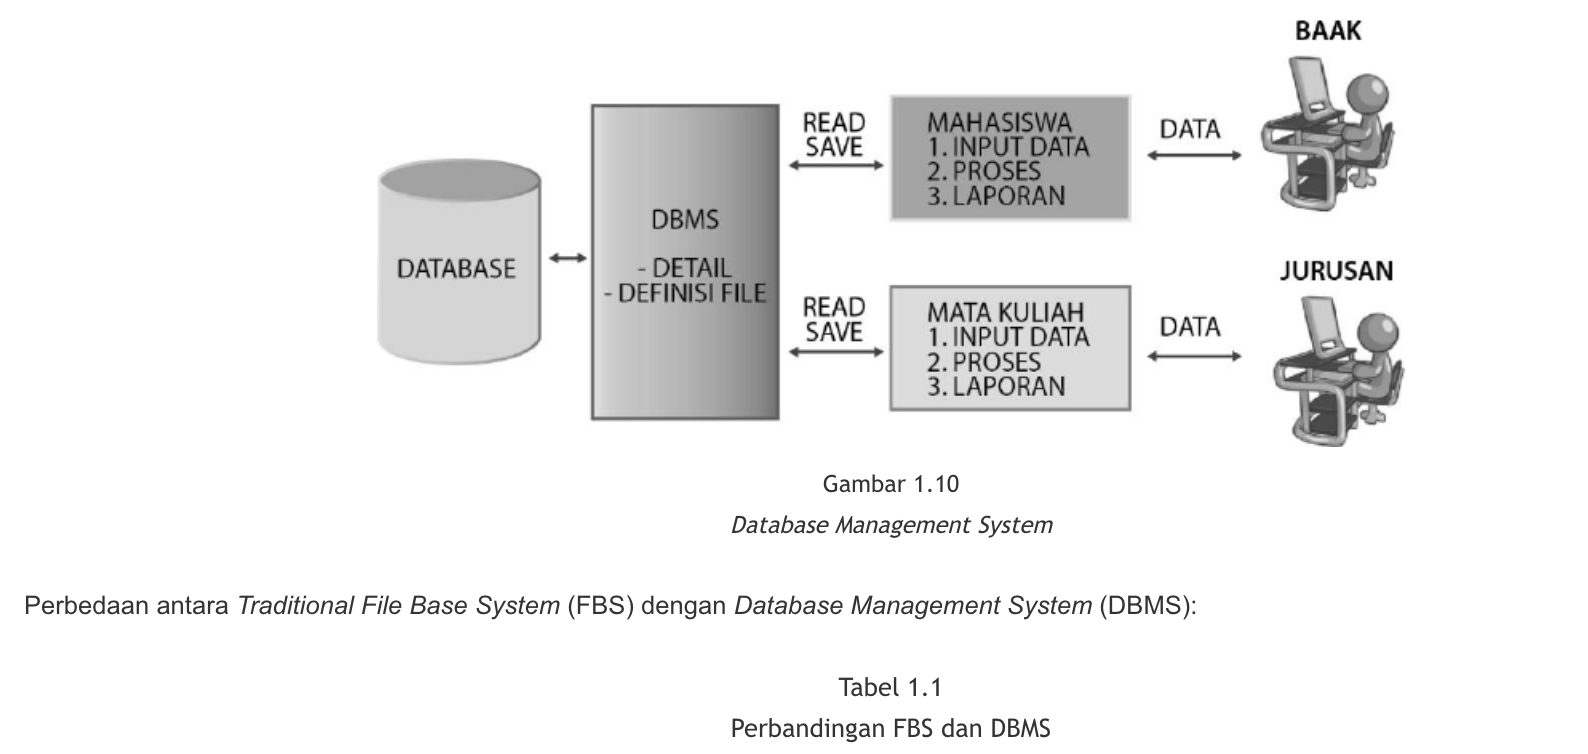 BAAK
READ
SAVE
MAHASISWA
1. INPUT DATA
2. PROSES
3. LAPORAN
DATA
DATABASE
DBMS
- DETAIL
- DEFINISI FILE
JURUSAN
READ
SAVE
MATA KULIAH
1. INPUT DATA
2. PROSES
3. LAPORAN
DATA
Gambar 1.10
Database Management System
Perbedaan antara Traditional File Base System (FBS) dengan Database Management System (DBMS):
Tabel 1.1
Perbandingan FBS dan DBMS